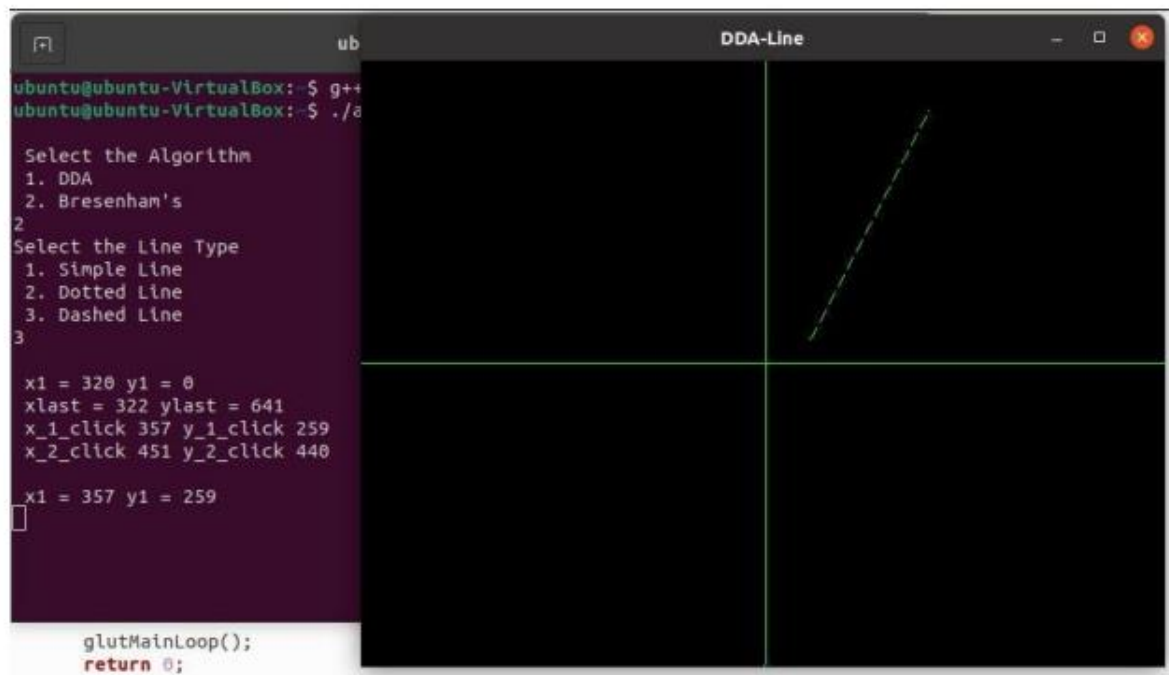 ub
DDA-Line
ubuntu@ubuntu-VirtualBox:~$ g++
ubuntu@ubuntu-VirtualBox:~$ ./a
Select the Algorithm
1. DDA
2. Bresenham's
2
Select the Line Type
1. Simple Line
2. Dotted Line
3. Dashed Line
3
x1 = 320 y1 = 0
xlast = 322 ylast = 641
x_1_click 357 y_1_click 259
x_2_click 451 y_2_click 440
x1 = 357 y1 = 259
glutMainLoop();
return 0;